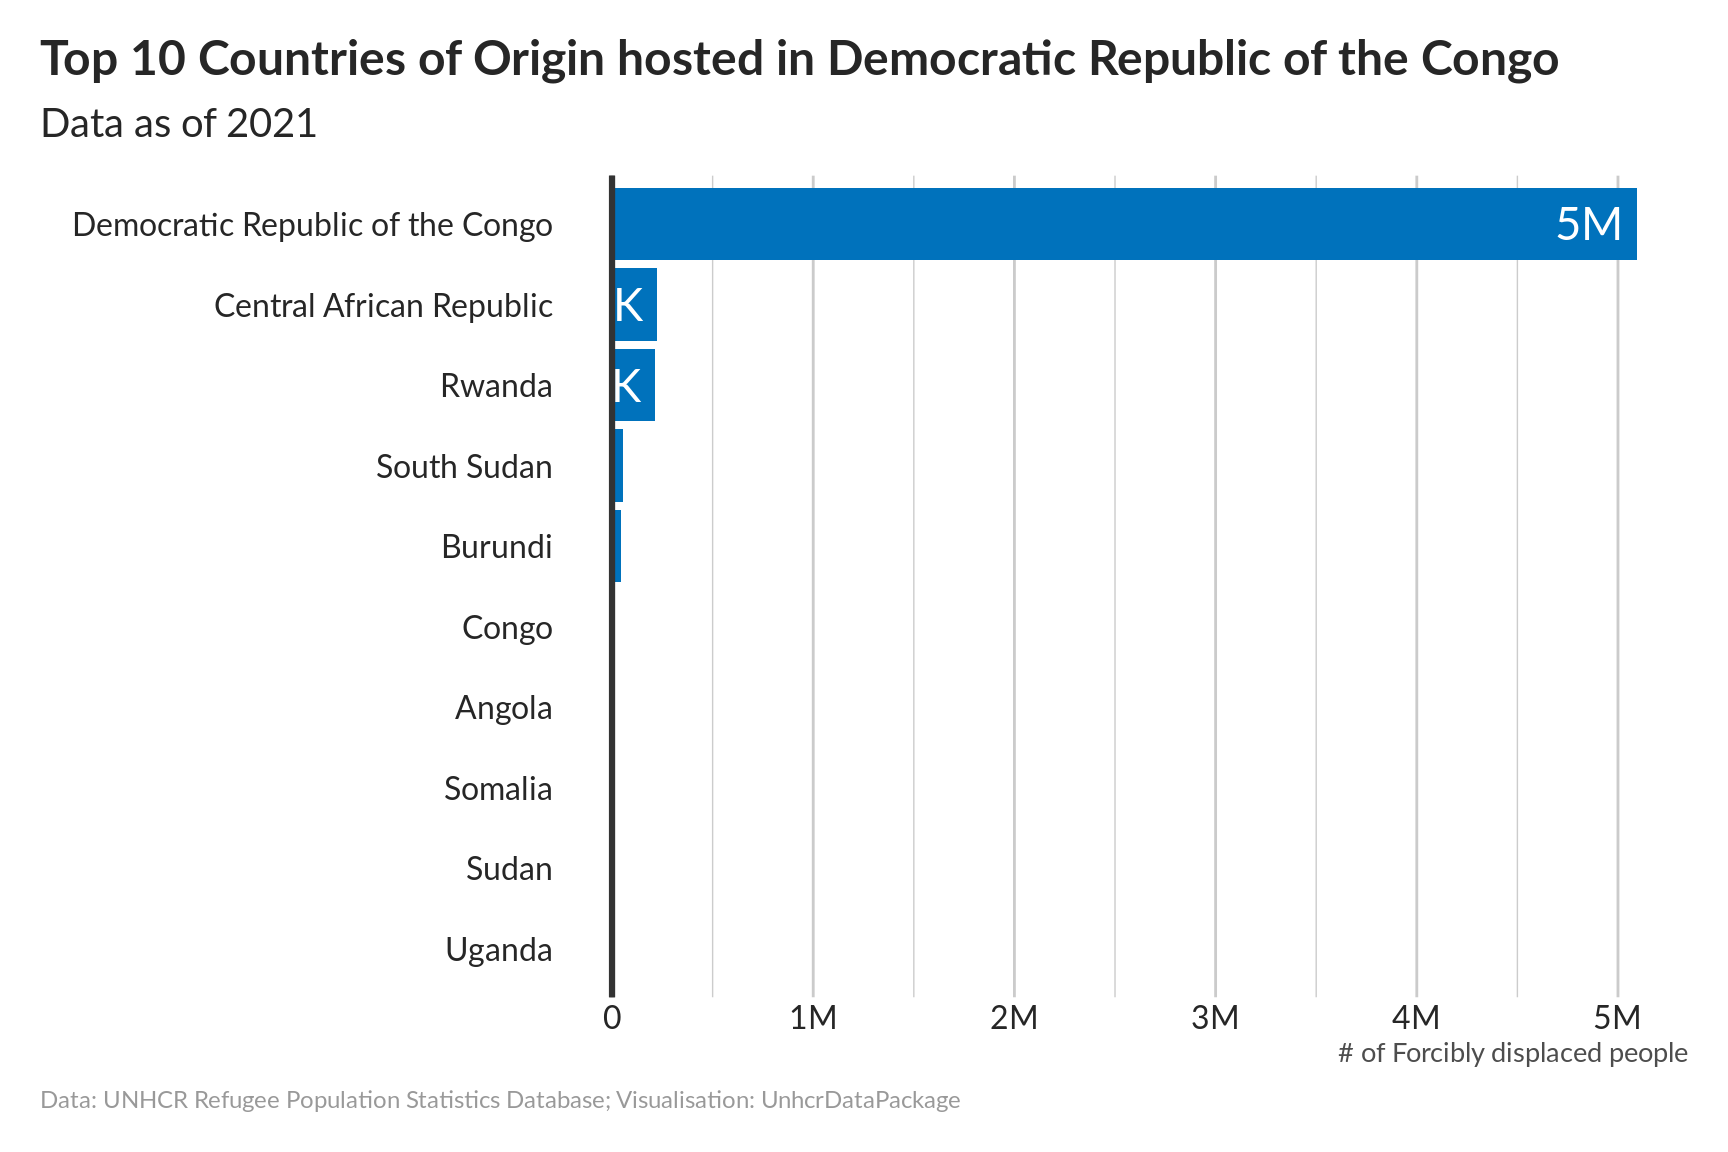 Top 10 Countries of Origin hosted in Democratic Republic of the Congo
Data as of 2021
Democratic Republic of the Congo
5M
Central African Republic
K
Rwanda
K
South Sudan
Burundi
Congo
Angola
Somalia
Sudan
Uganda
0 1M 2M 3M 4M 5M
# of Forcibly displaced people
Data: UNHCR Refugee Population Statistics Database; Visualisation: UnhcrDataPackage